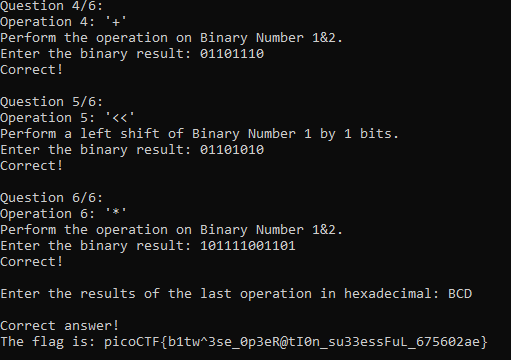 Question 4/6:
Operation 4: '+'
Perform the operation on Binary Number 1&2.
Enter the binary result: 01101110
Correct!
Question 5/6:
Operation 5: '<<'
Perform a left shift of Binary Number 1 by 1 bits.
Enter the binary result: 01101010
Correct!
Question 6/6:
Operation 6: '*'
Perform the operation on Binary Number 1&2.
Enter the binary result: 101111001101
Correct!
Enter the results of the last operation in hexadecimal: BCD
Correct answer!
The flag is: picoCTF{b1tw^3se_0p3eR@tI0n_su33essFuL_675602ae}